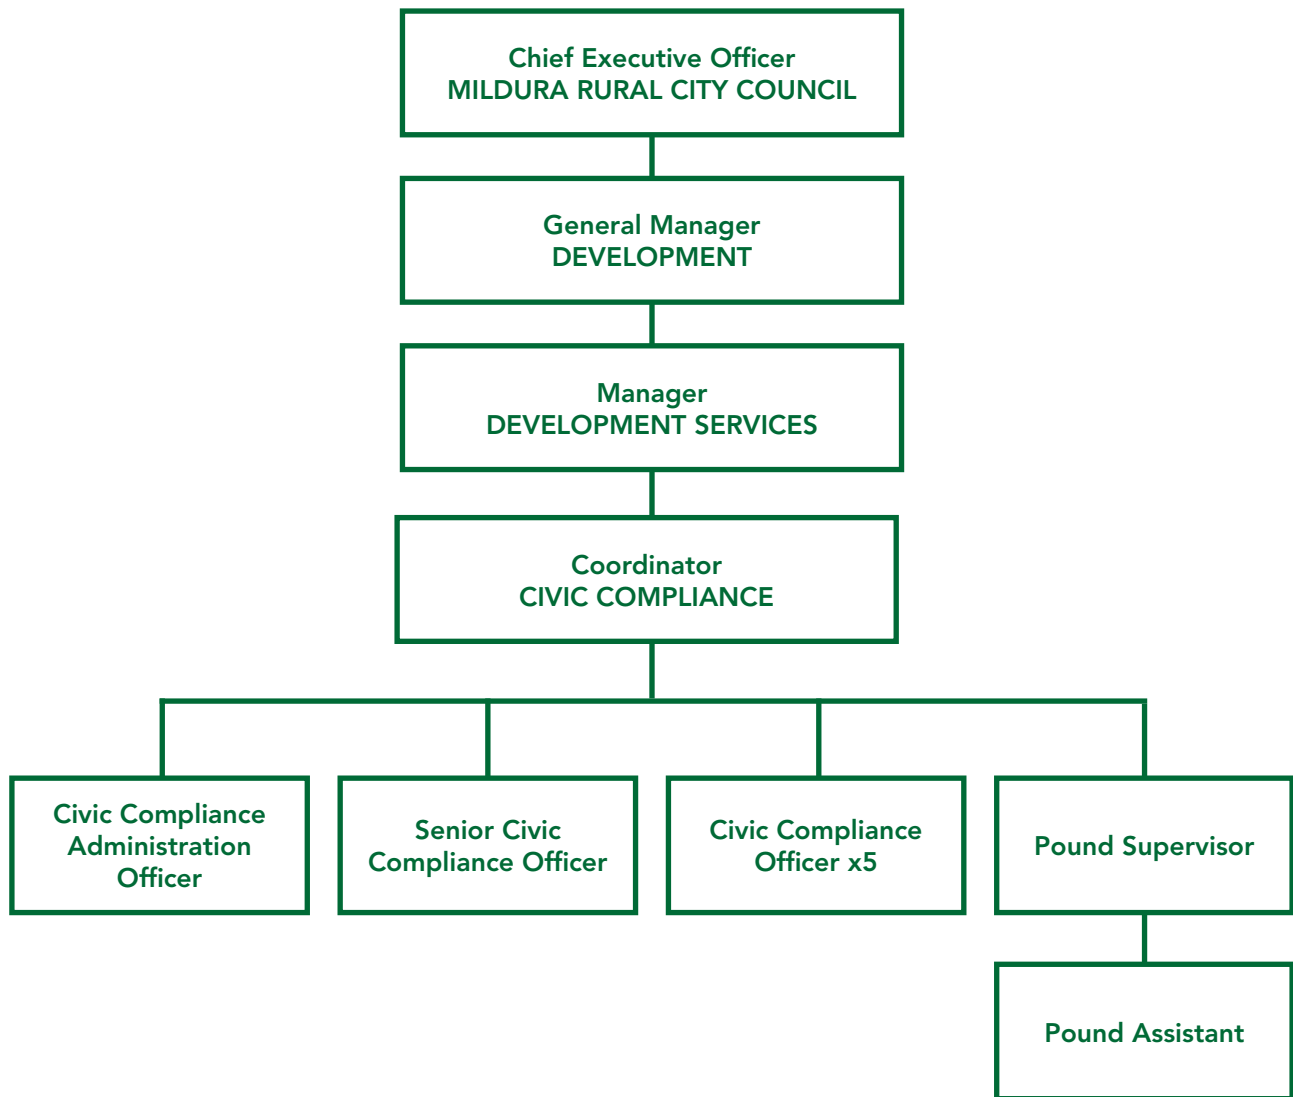 Chief Executive Officer
MILDURA RURAL CITY COUNCIL
General Manager
DEVELOPMENT
Manager
DEVELOPMENT SERVICES
Coordinator
CIVIC COMPLIANCE
Civic Compliance
Administration
Officer
Senior Civic
Compliance Officer
Civic Compliance
Officer x5
Pound Supervisor
Pound Assistant